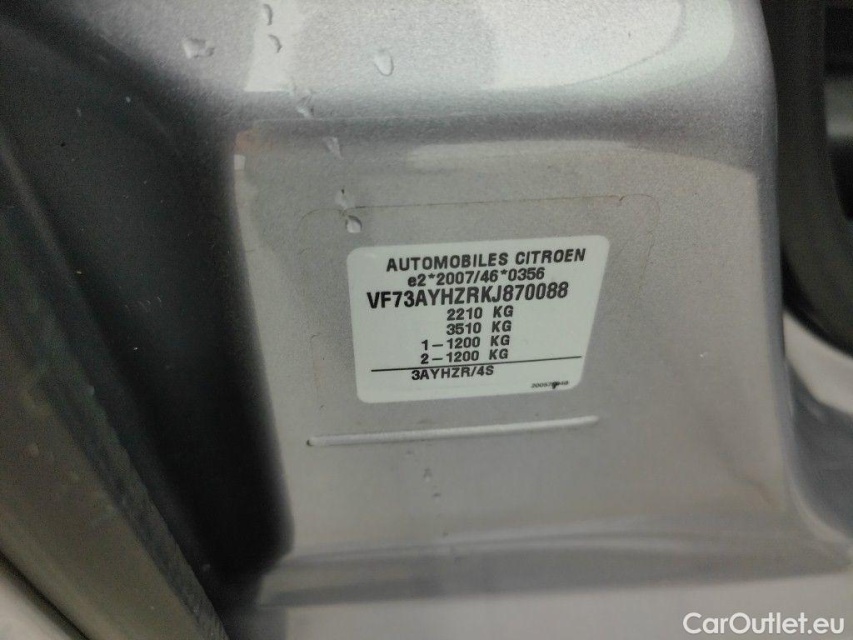 AUTOMOBILES CITROEN
e2*2007/46*0356
VF73AYHZRKJ870088
2210 KG
3510 KG
1-1200 KG
2-1200 KG
3AYHZR/4S
CarOutlet.eu